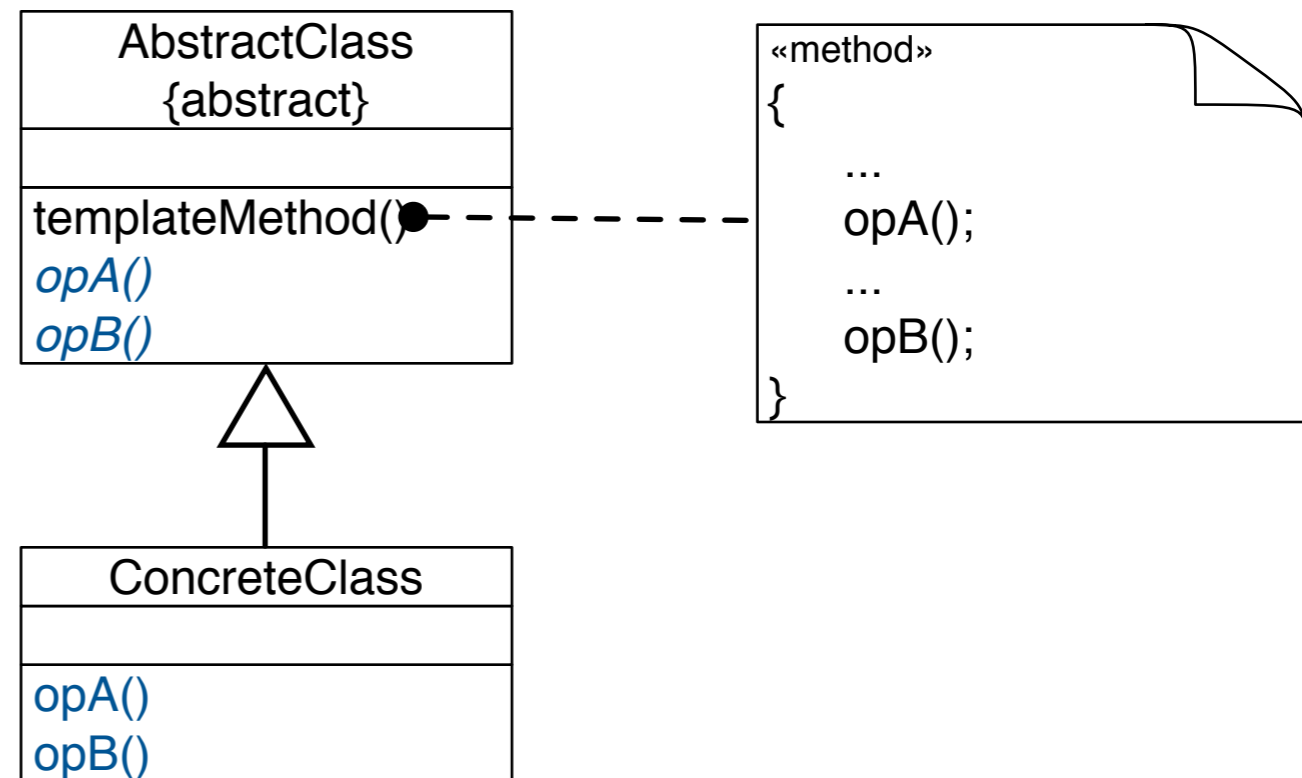 AbstractClass
{abstract}
templateMethod()
opA()
opB()
«method»
{
...
opA();
...
opB();
}
ConcreteClass
opA()
opB()